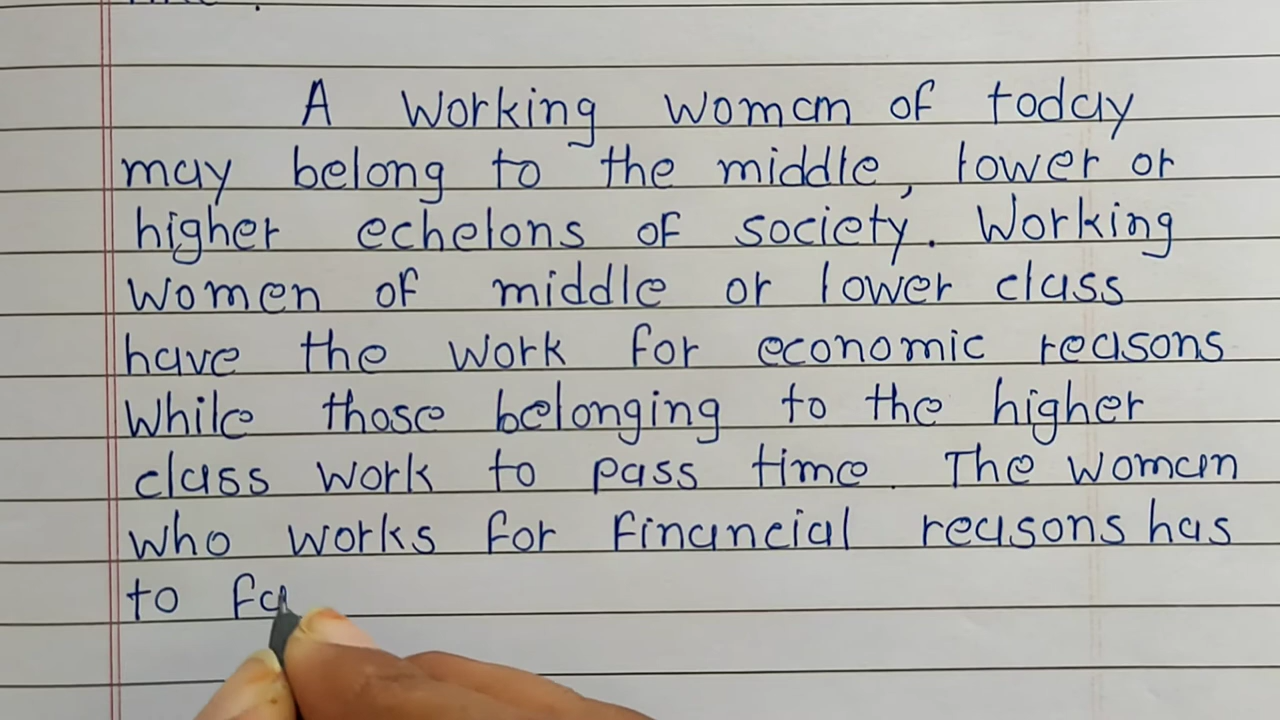 A working woman of today
may belong to the middle, lower or
higher echelons of society. Working
women of middle or lower class
have the work for economic reasons
while those belonging to the higher
class work to pass time. The woman
who works for financial reasons has
to fa